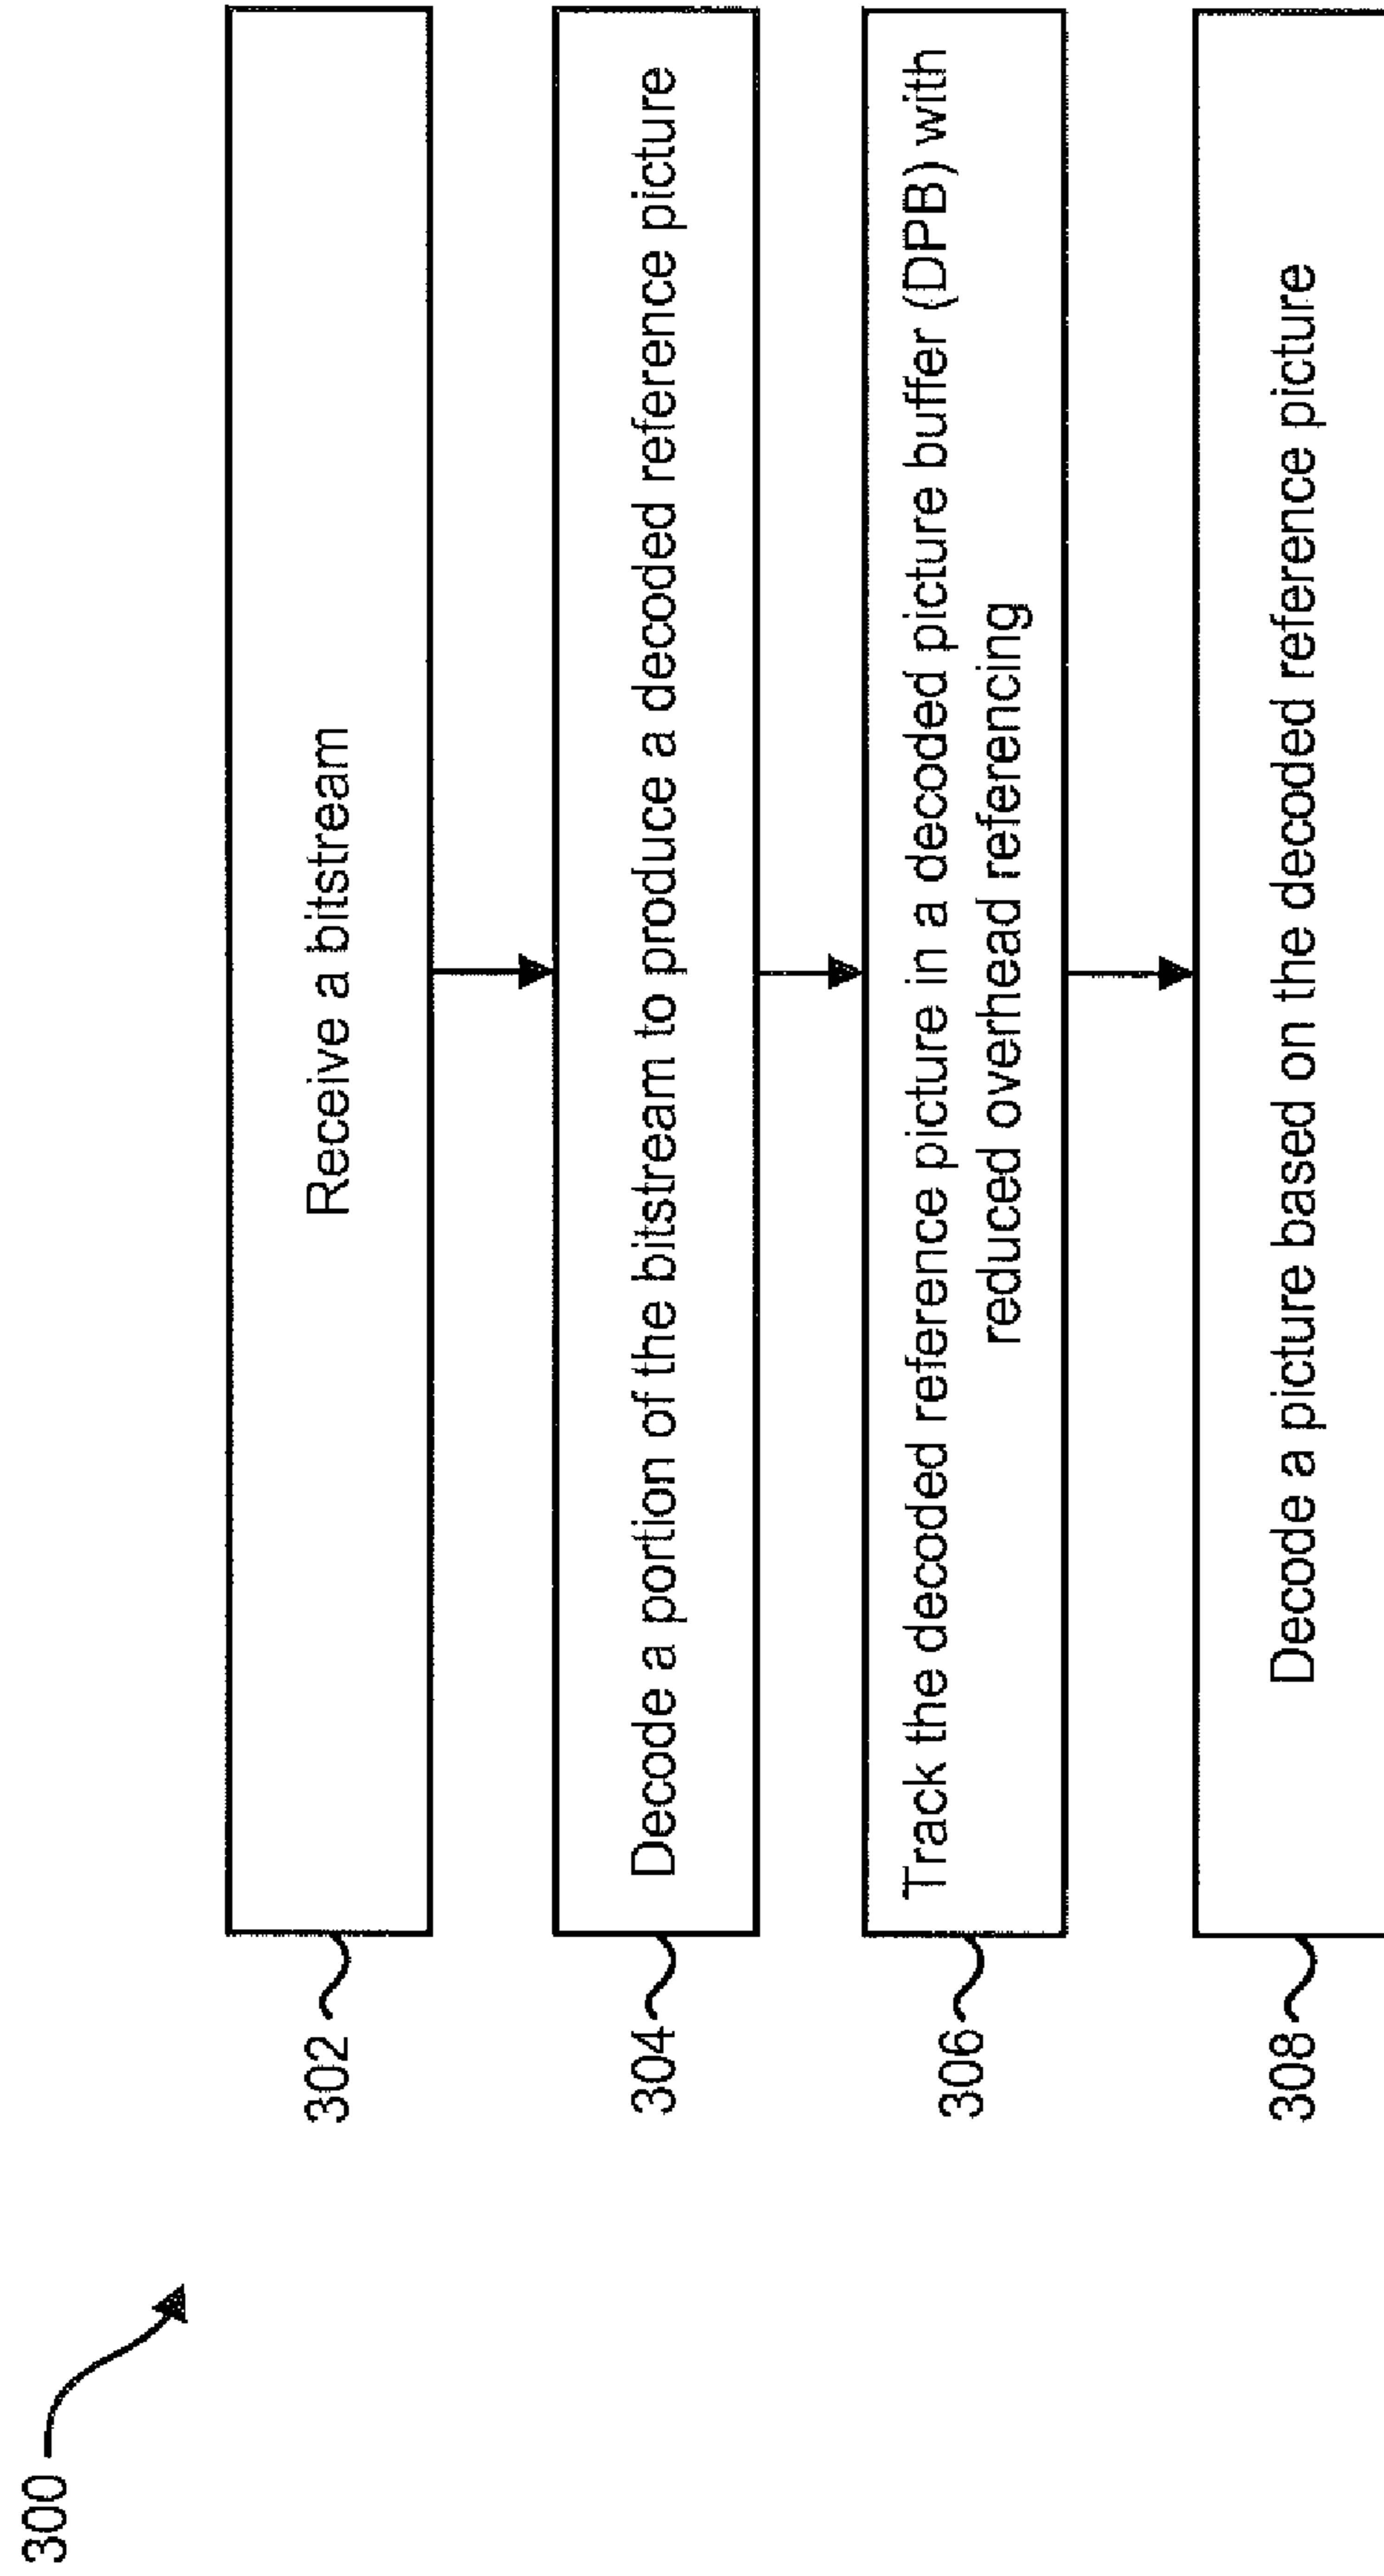 300
302
Receive a bitstream
304
Decode a portion of the bitstream to produce a decoded reference picture
306
Track the decoded reference picture in a decoded picture buffer (DPB) with
reduced overhead referencing
308
Decode a picture based on the decoded reference picture